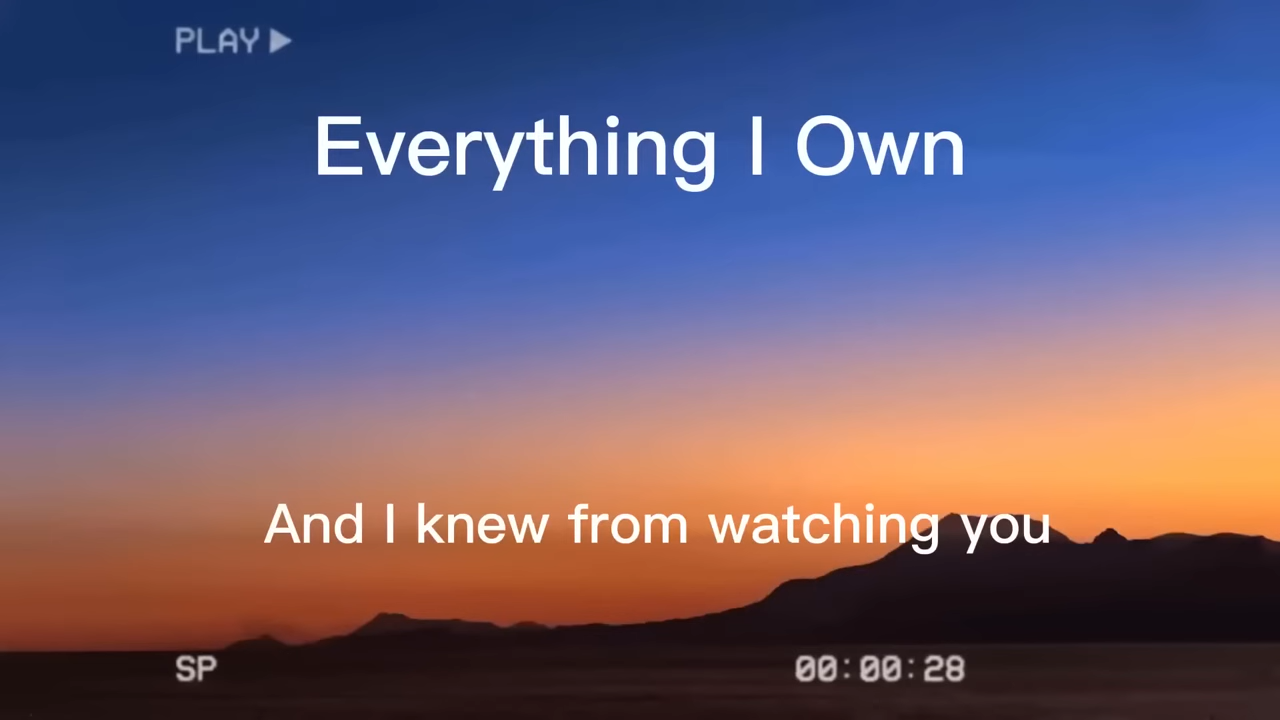 PLAY ▶
Everything I Own
And I knew from watching you
SP
00:00:28